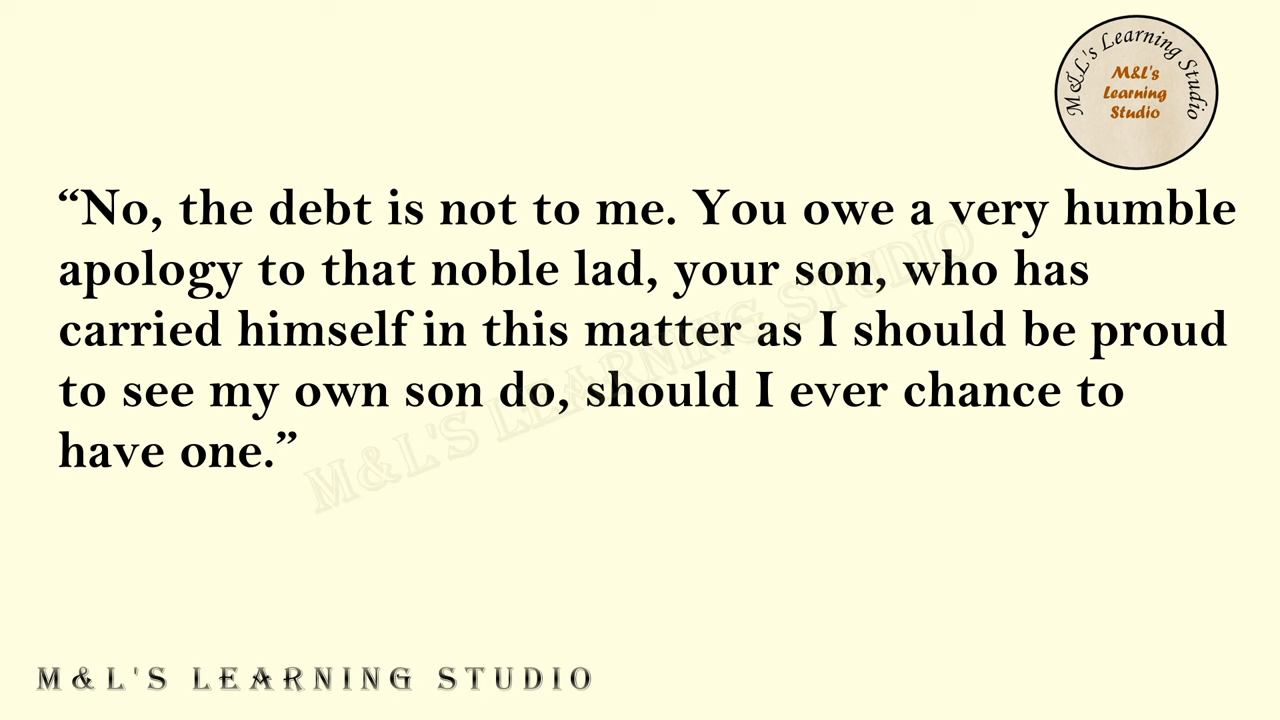 M&L's Learning Studio
M&L's
Learning
Studio
“No, the debt is not to me. You owe a very humble
apology to that noble lad, your son, who has
carried himself in this matter as I should be proud
to see my own son do, should I ever chance to
have one.”
M&L'S LEARNING STUDIO
M&L'S LEARNING STUDIO